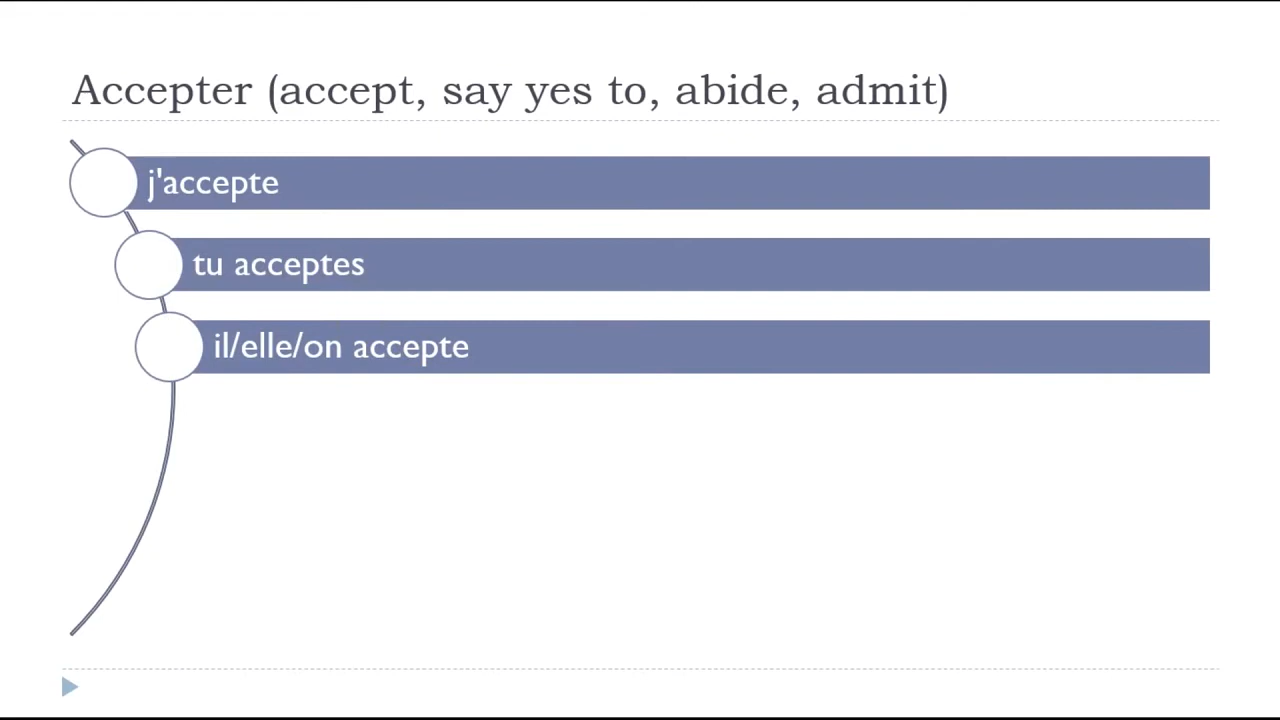 Accepter (accept, say yes to, abide, admit)
j'accepte
tu acceptes
il/elle/on accepte